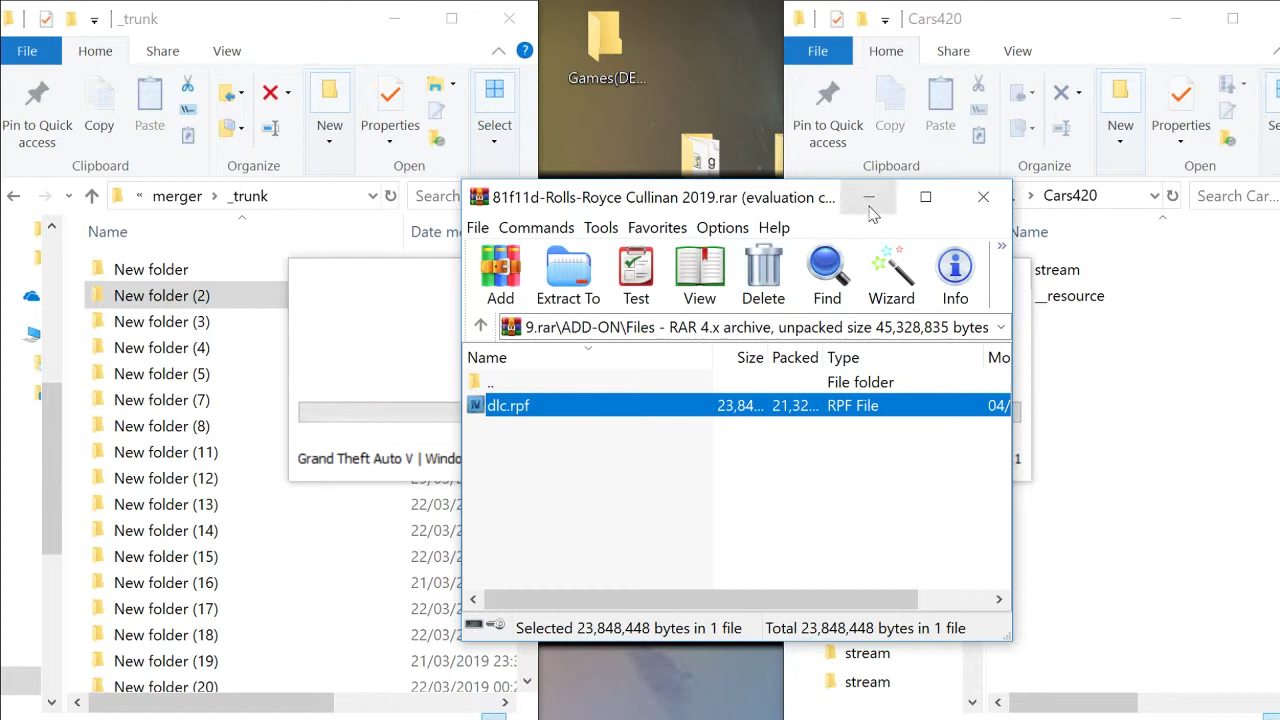 _trunk
File Home Share View
Pin to Quick access
Copy
Paste
New
Properties
Select
Clipboard Organize Open
« merger › _trunk
Search
Name Date m
New folder
New folder (2)
New folder (3)
New folder (4)
New folder (5)
New folder (7)
New folder (8)
New folder (11)
New folder (12)
New folder (13) 22/03/
New folder (14) 22/03/
New folder (15) 22/03/
New folder (16) 21/03/
New folder (17) 22/03/
New folder (18) 22/03/
New folder (19) 21/03/2019 23:3
New folder (20) 22/03/2019 00:2
Games(DE...
g
Grand Theft Auto V | Windo
1
81f11d-Rolls-Royce Cullinan 2019.rar (evaluation c...
File Commands Tools Favorites Options Help
Add Extract To Test View Delete Find Wizard Info
9.rar\ADD-ON\Files - RAR 4.x archive, unpacked size 45,328,835 bytes
Name Size Packed Type Mo
.. File folder
dlc.rpf 23,84... 21,32... RPF File 04/
Selected 23,848,448 bytes in 1 file Total 23,848,448 bytes in 1 file
Cars420
File Home Share View
Pin to Quick access
Copy
Paste
New
Properties
Se
Clipboard Organize Open
Cars420
Search Car...
Name
stream
__resource
stream
stream